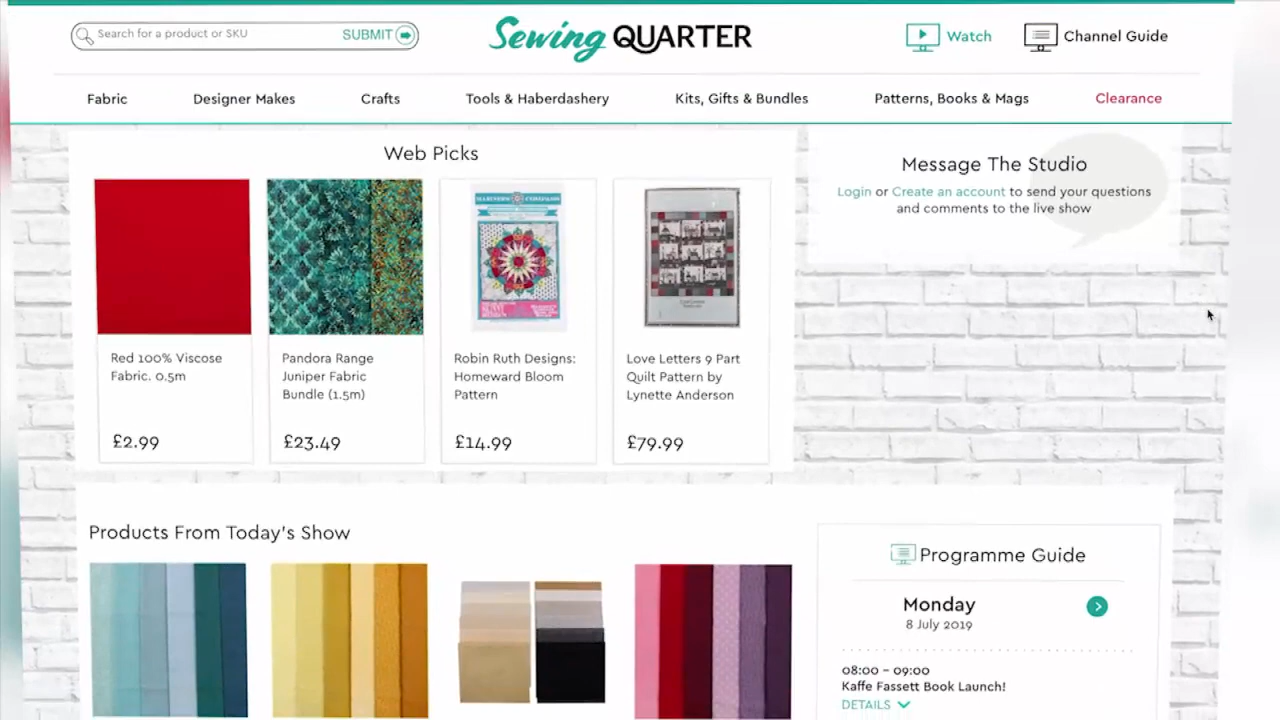 Search for a product or SKU
SUBMIT
Sewing QUARTER
Watch
Channel Guide
Fabric
Designer Makes
Crafts
Tools & Haberdashery
Kits, Gifts & Bundles
Patterns, Books & Mags
Clearance
Web Picks
Red 100% Viscose
Fabric. 0.5m
£2.99
Pandora Range
Juniper Fabric
Bundle (1.5m)
£23.49
MARINER'S COMPASS
Robin Ruth Designs:
Homeward Bloom
Pattern
£14.99
Love Letters 9 Part
Quilt Pattern by
Lynette Anderson
£79.99
Message The Studio
Login or Create an account to send your questions
and comments to the live show
Products From Today's Show
Programme Guide
Monday
8 July 2019
08:00 - 09:00
Kaffe Fassett Book Launch!
DETAILS